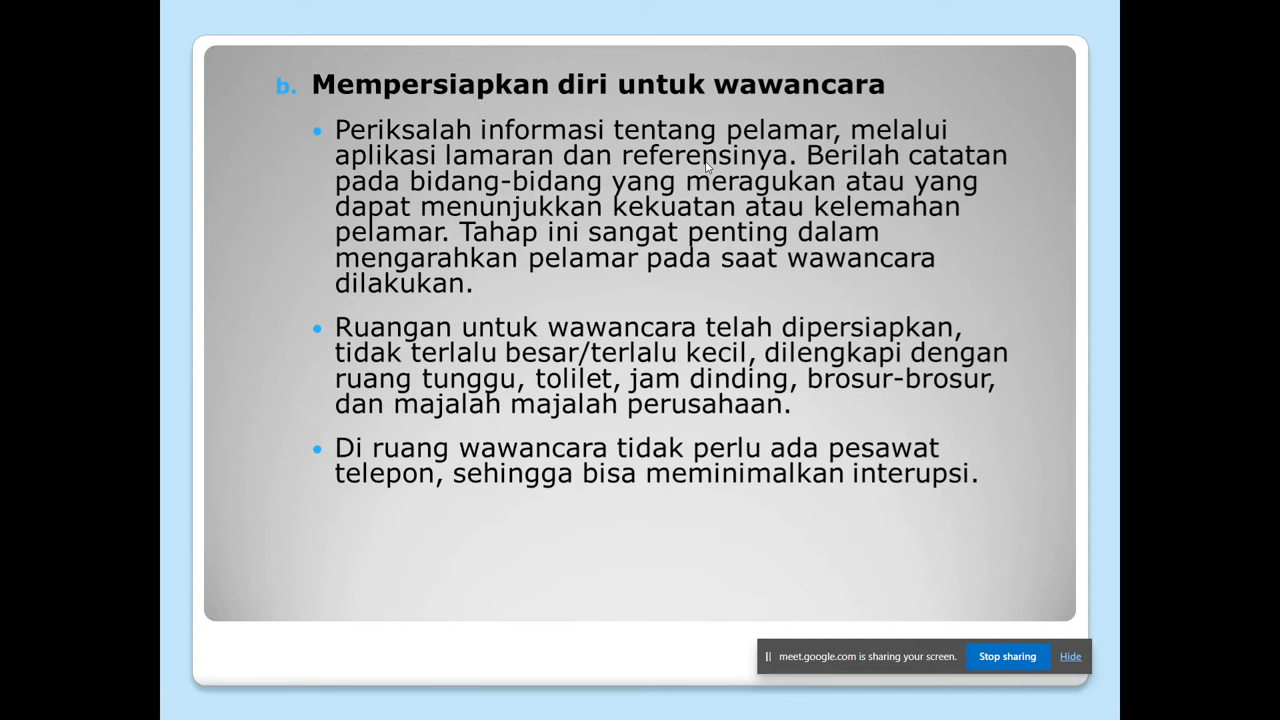 b. Mempersiapkan diri untuk wawancara
• Periksalah informasi tentang pelamar, melalui
aplikasi lamaran dan referensinya. Berilah catatan
pada bidang-bidang yang meragukan atau yang
dapat menunjukkan kekuatan atau kelemahan
pelamar. Tahap ini sangat penting dalam
mengarahkan pelamar pada saat wawancara
dilakukan.
• Ruangan untuk wawancara telah dipersiapkan,
tidak terlalu besar/terlalu kecil, dilengkapi dengan
ruang tunggu, tolilet, jam dinding, brosur-brosur,
dan majalah majalah perusahaan.
• Di ruang wawancara tidak perlu ada pesawat
telepon, sehingga bisa meminimalkan interupsi.
meet.google.com is sharing your screen. Stop sharing Hide